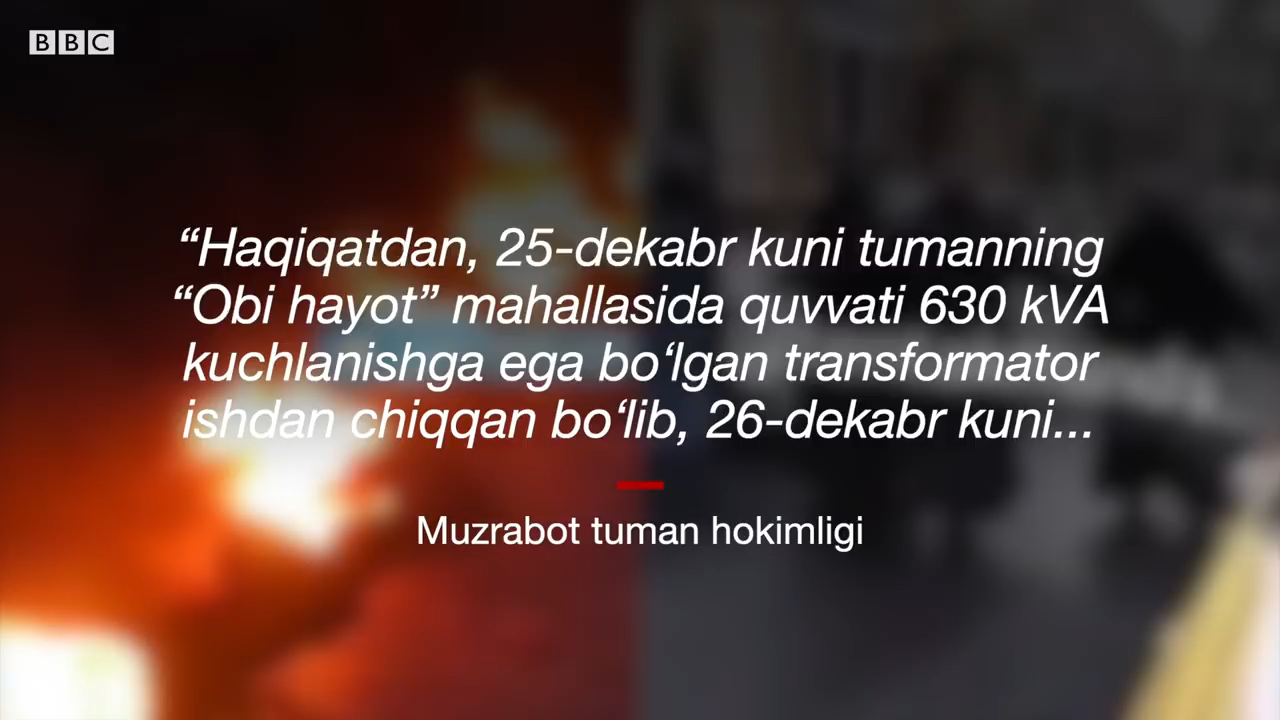 BBC
“Haqiqatdan, 25-dekabr kuni tumanning
“Obi hayot” mahallasida quvvati 630 kVA
kuchlanishga ega bo‘lgan transformator
ishdan chiqqan bo‘lib, 26-dekabr kuni...
Muzrabot tuman hokimligi